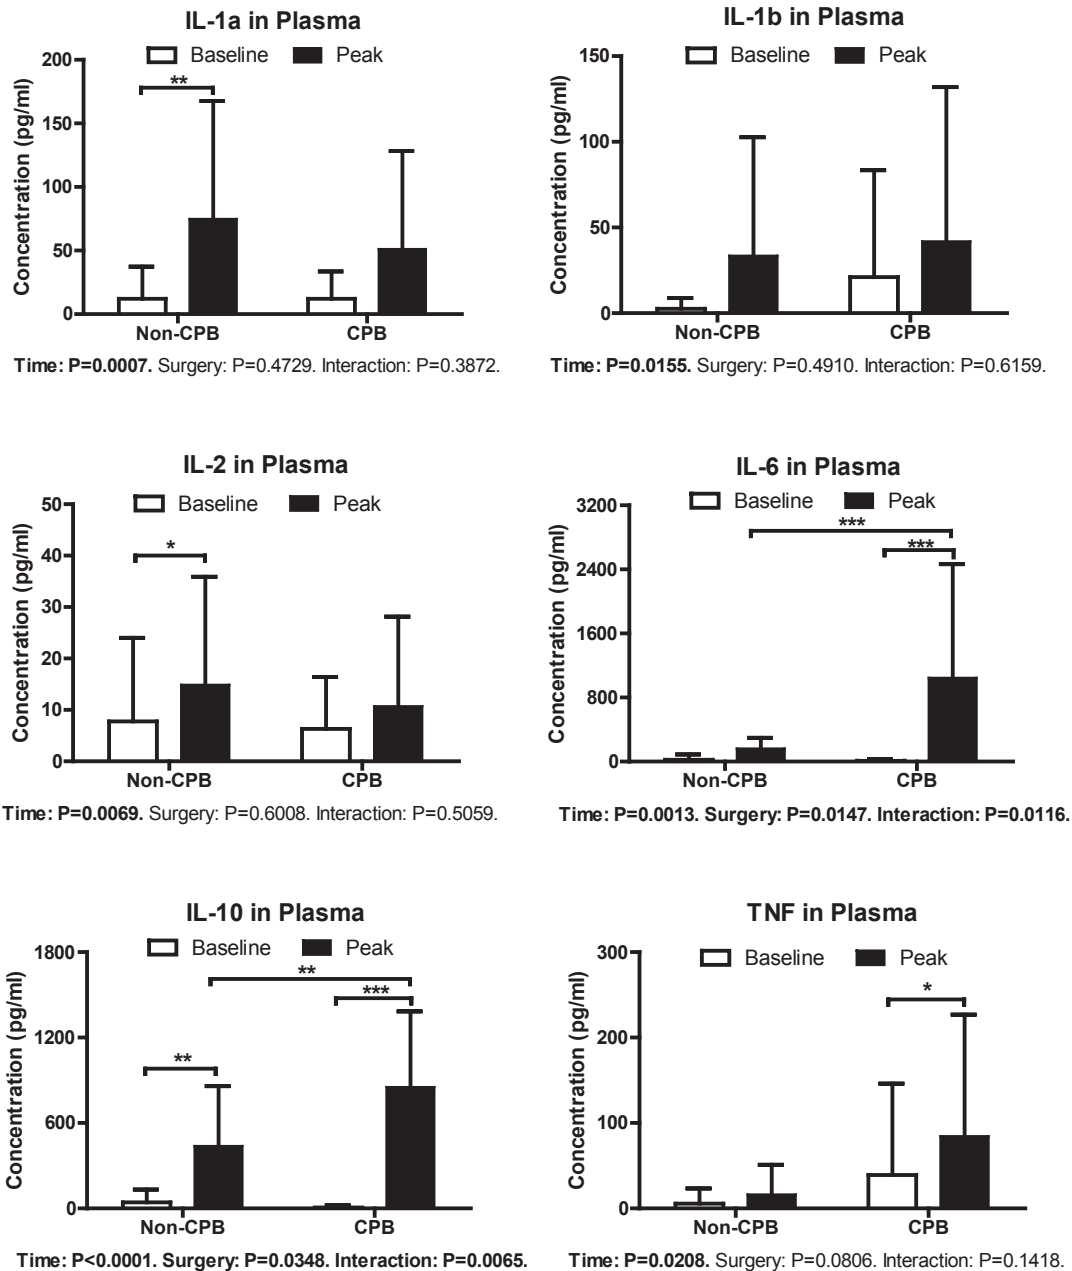 IL-1a in Plasma
Baseline Peak
Concentration (pg/ml)
200
150
100
50
0
**
Non-CPB CPB
Time: P=0.0007. Surgery: P=0.4729. Interaction: P=0.3872.
IL-1b in Plasma
Baseline Peak
Concentration (pg/ml)
150
100
50
0
Non-CPB CPB
Time: P=0.0155. Surgery: P=0.4910. Interaction: P=0.6159.
IL-2 in Plasma
Baseline Peak
Concentration (pg/ml)
50
40
30
20
10
0
*
Non-CPB CPB
Time: P=0.0069. Surgery: P=0.6008. Interaction: P=0.5059.
IL-6 in Plasma
Baseline Peak
Concentration (pg/ml)
3200
2400
1600
800
0
***
***
Non-CPB CPB
Time: P=0.0013. Surgery: P=0.0147. Interaction: P=0.0116.
IL-10 in Plasma
Baseline Peak
Concentration (pg/ml)
1800
1200
600
0
**
***
**
Non-CPB CPB
Time: P<0.0001. Surgery: P=0.0348. Interaction: P=0.0065.
TNF in Plasma
Baseline Peak
Concentration (pg/ml)
300
200
100
0
*
Non-CPB CPB
Time: P=0.0208. Surgery: P=0.0806. Interaction: P=0.1418.